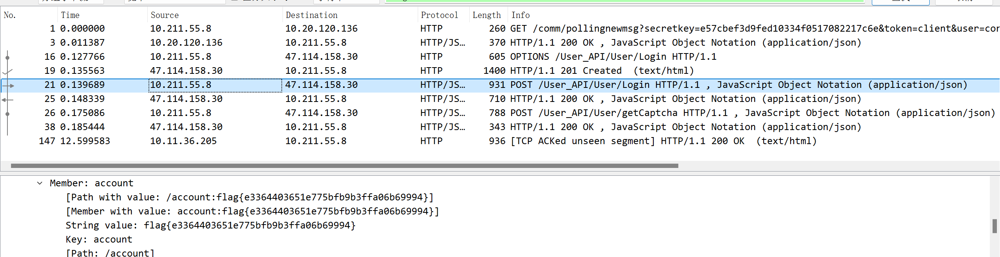 No. Time Source Destination Protocol Length Info
1 0.000000 10.211.55.8 10.20.120.136 HTTP 260 GET /comm/pollingnewmsg?secretkey=e57cbef3d9fed10334f0517082217c6e&token=client&user=cor
3 0.011387 10.20.120.136 10.211.55.8 HTTP/JS… 370 HTTP/1.1 200 OK , JavaScript Object Notation (application/json)
16 0.127766 10.211.55.8 47.114.158.30 HTTP 605 OPTIONS /User_API/User/Login HTTP/1.1
19 0.135563 47.114.158.30 10.211.55.8 HTTP 1400 HTTP/1.1 201 Created (text/html)
21 0.139689 10.211.55.8 47.114.158.30 HTTP/JS… 931 POST /User_API/User/Login HTTP/1.1 , JavaScript Object Notation (application/json)
25 0.148339 47.114.158.30 10.211.55.8 HTTP/JS… 710 HTTP/1.1 200 OK , JavaScript Object Notation (application/json)
26 0.175086 10.211.55.8 47.114.158.30 HTTP/JS… 788 POST /User_API/User/getCaptcha HTTP/1.1 , JavaScript Object Notation (application/json)
38 0.185444 47.114.158.30 10.211.55.8 HTTP/JS… 343 HTTP/1.1 200 OK , JavaScript Object Notation (application/json)
147 12.599583 10.11.36.205 10.211.55.8 HTTP 936 [TCP ACKed unseen segment] HTTP/1.1 200 OK (text/html)
Member: account
[Path with value: /account:flag{e3364403651e775bfb9b3ffa06b69994}]
[Member with value: account:flag{e3364403651e775bfb9b3ffa06b69994}]
String value: flag{e3364403651e775bfb9b3ffa06b69994}
Key: account
[Path: /account]